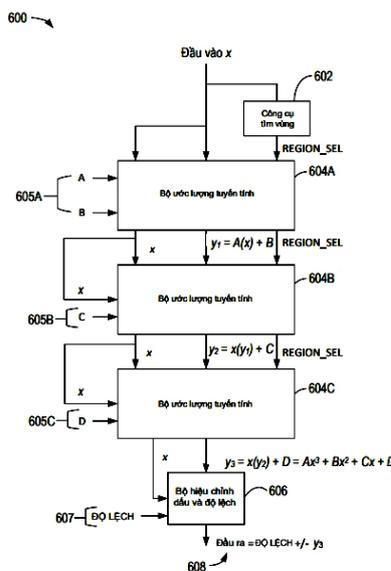 600
Đầu vào x
602
Công cụ
tìm vùng
REGION_SEL
604A
A
605A
B
Bộ ước lượng tuyến tính
x
y₁ = A(x) + B
REGION_SEL
604B
x
Bộ ước lượng tuyến tính
605B
C
x
y₂ = x(y₁) + C
REGION_SEL
604C
x
Bộ ước lượng tuyến tính
605C
D
x
y₃ = x(y₂) + D = Ax³ + Bx² + Cx + D
Bộ hiệu chỉnh
dấu và độ lệch
606
607
ĐỘ LỆCH
Đầu ra = ĐỘ LỆCH +/- y₃
608